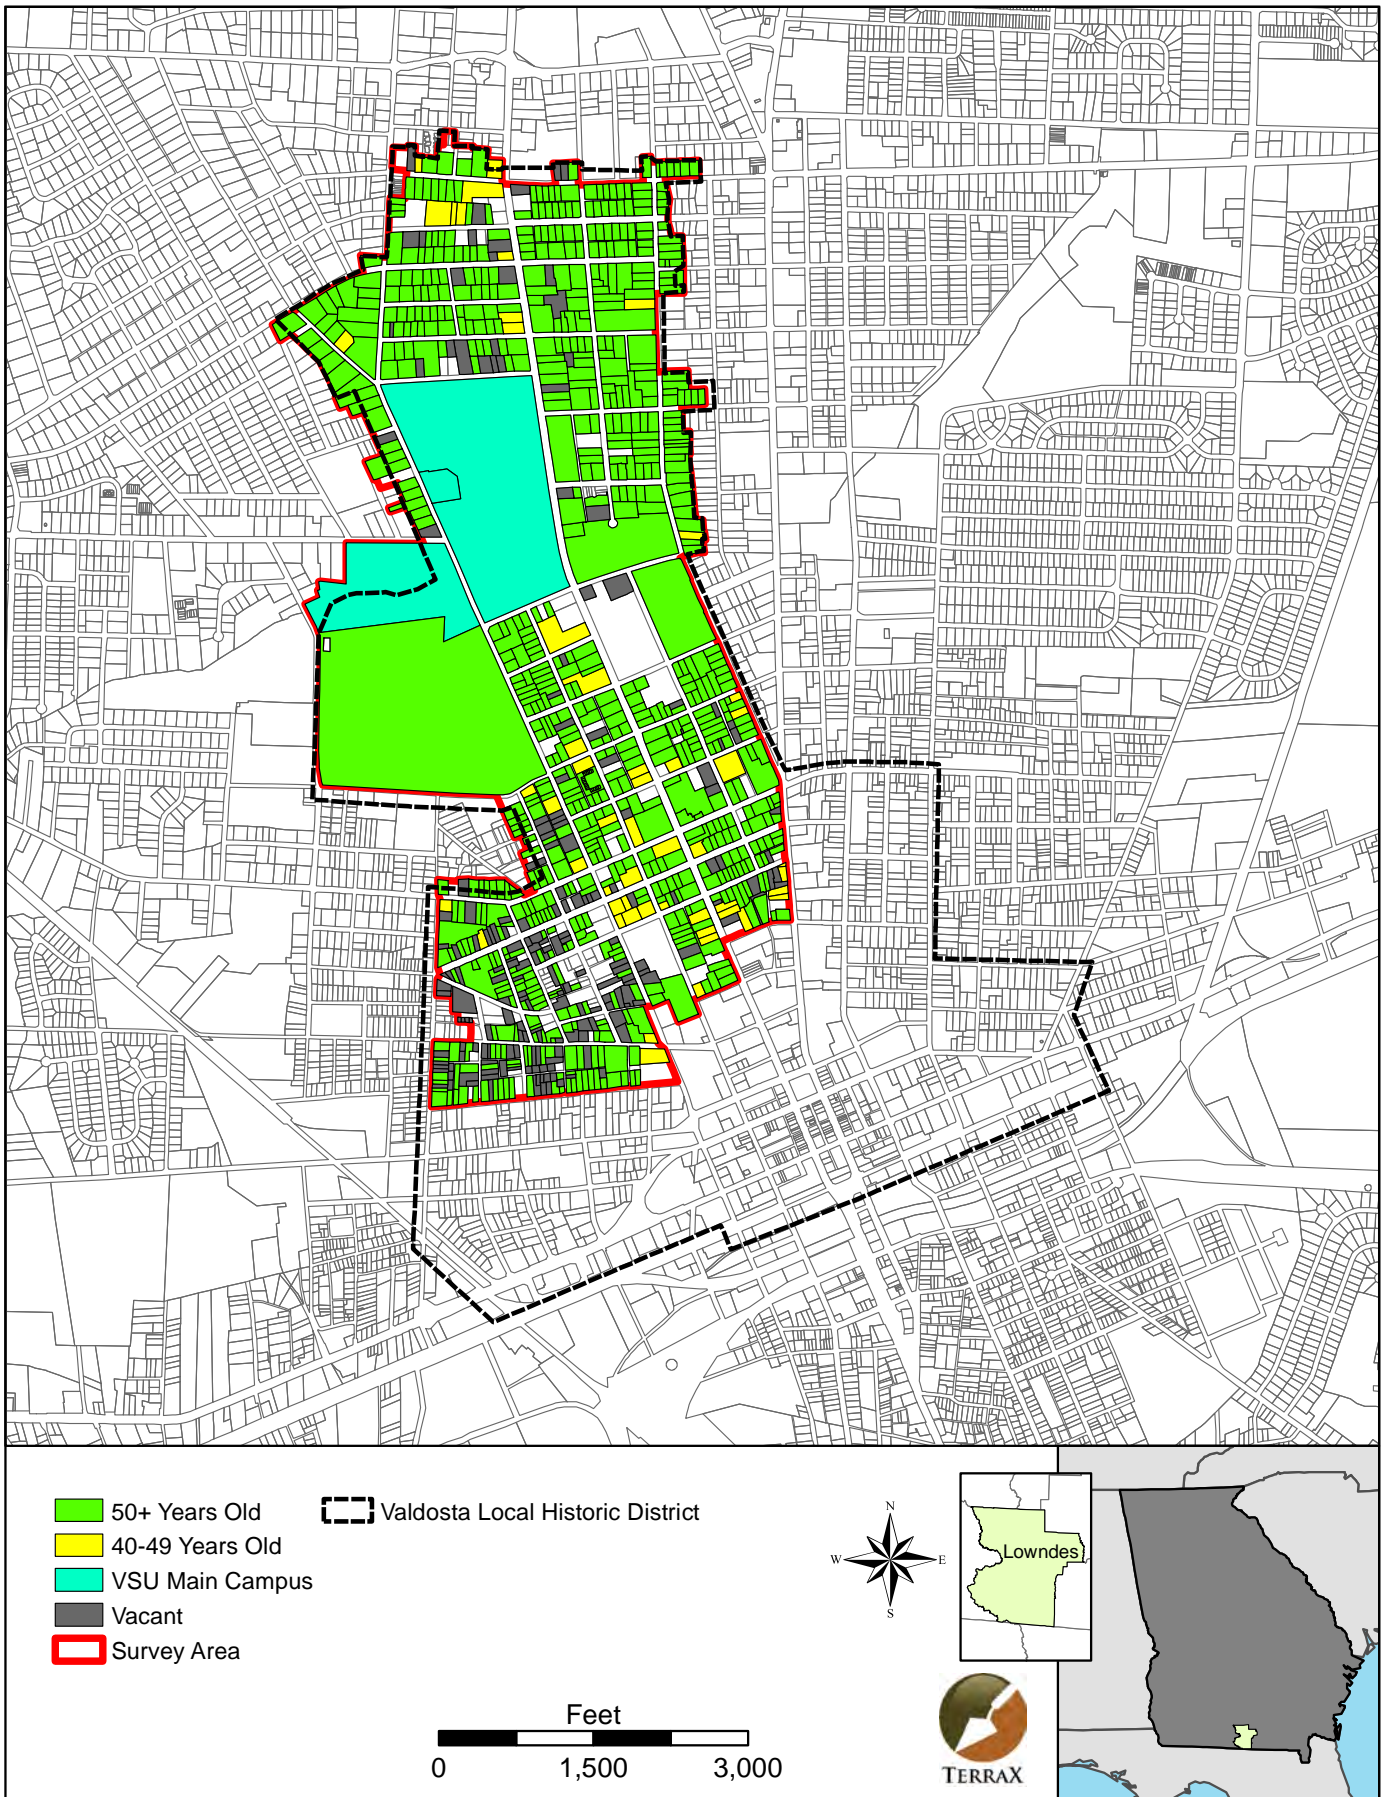 50+ Years Old
40-49 Years Old
VSU Main Campus
Vacant
Survey Area
Valdosta Local Historic District
Feet
0 1,500 3,000
N
W E
S
Lowndes
TERRAX